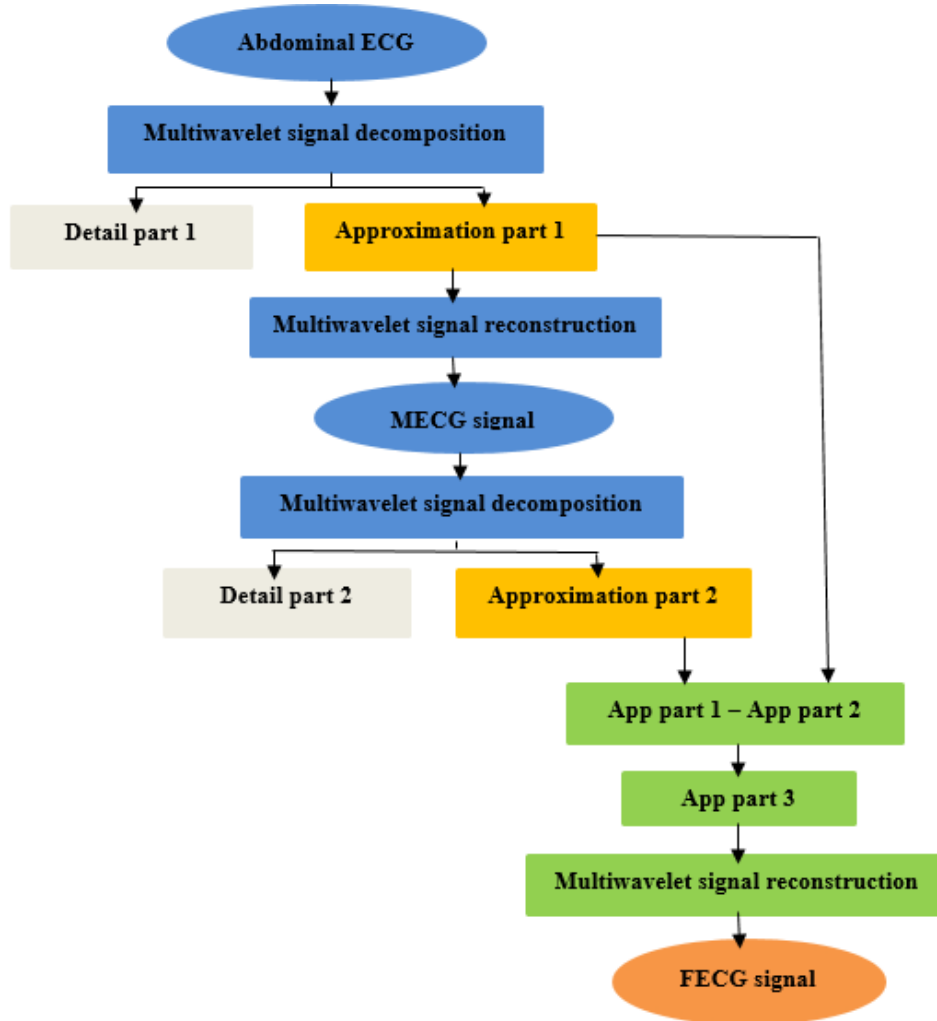 Abdominal ECG
Multiwavelet signal decomposition
Detail part 1
Approximation part 1
Multiwavelet signal reconstruction
MECG signal
Multiwavelet signal decomposition
Detail part 2
Approximation part 2
App part 1 – App part 2
App part 3
Multiwavelet signal reconstruction
FECG signal